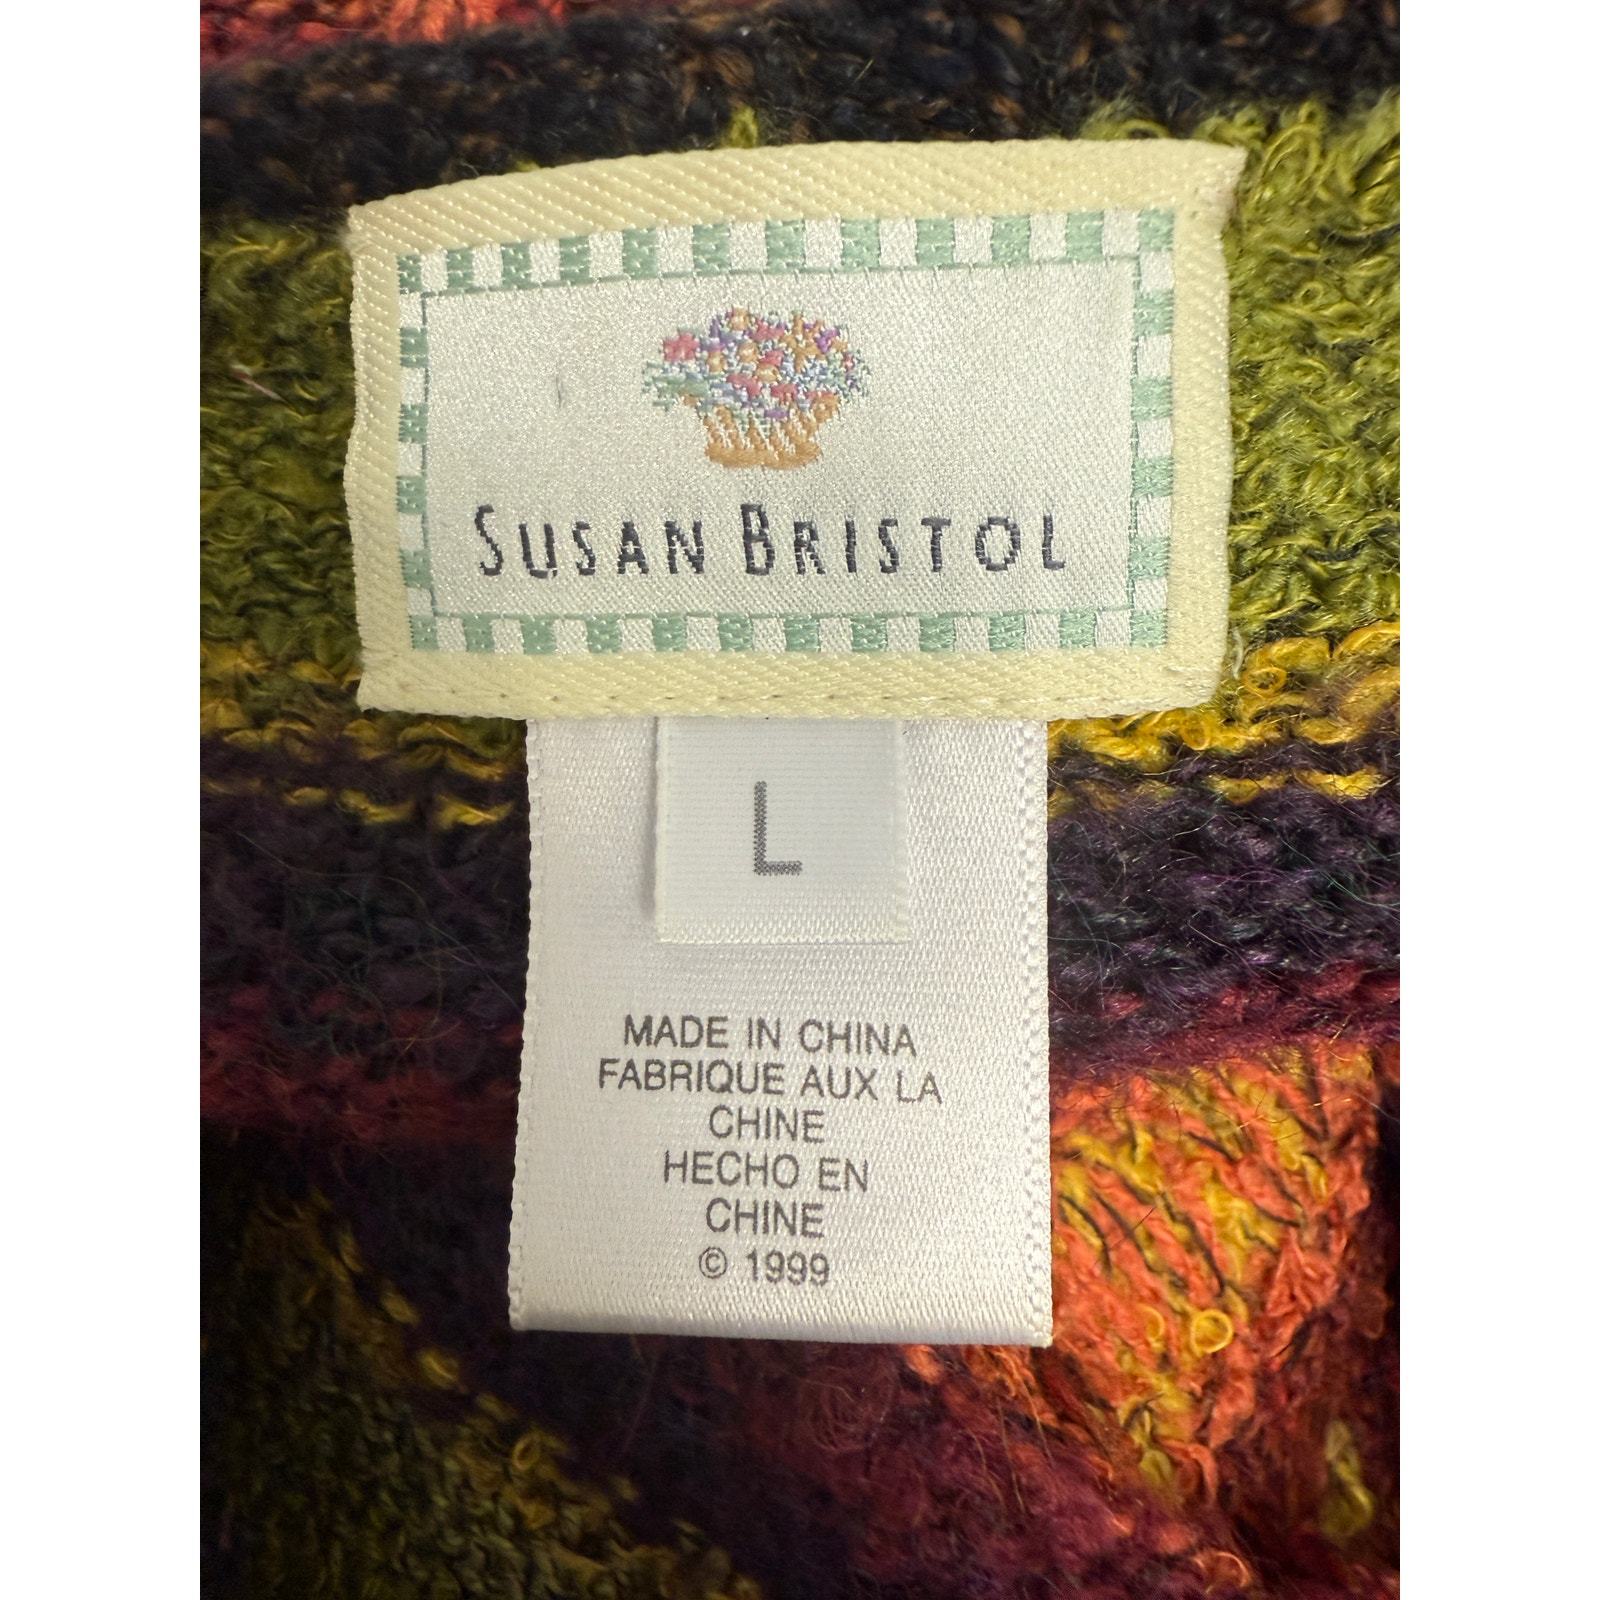 SUSAN BRISTOL
L
MADE IN CHINA
FABRIQUE AUX LA
CHINE
HECHO EN
CHINE
© 1999